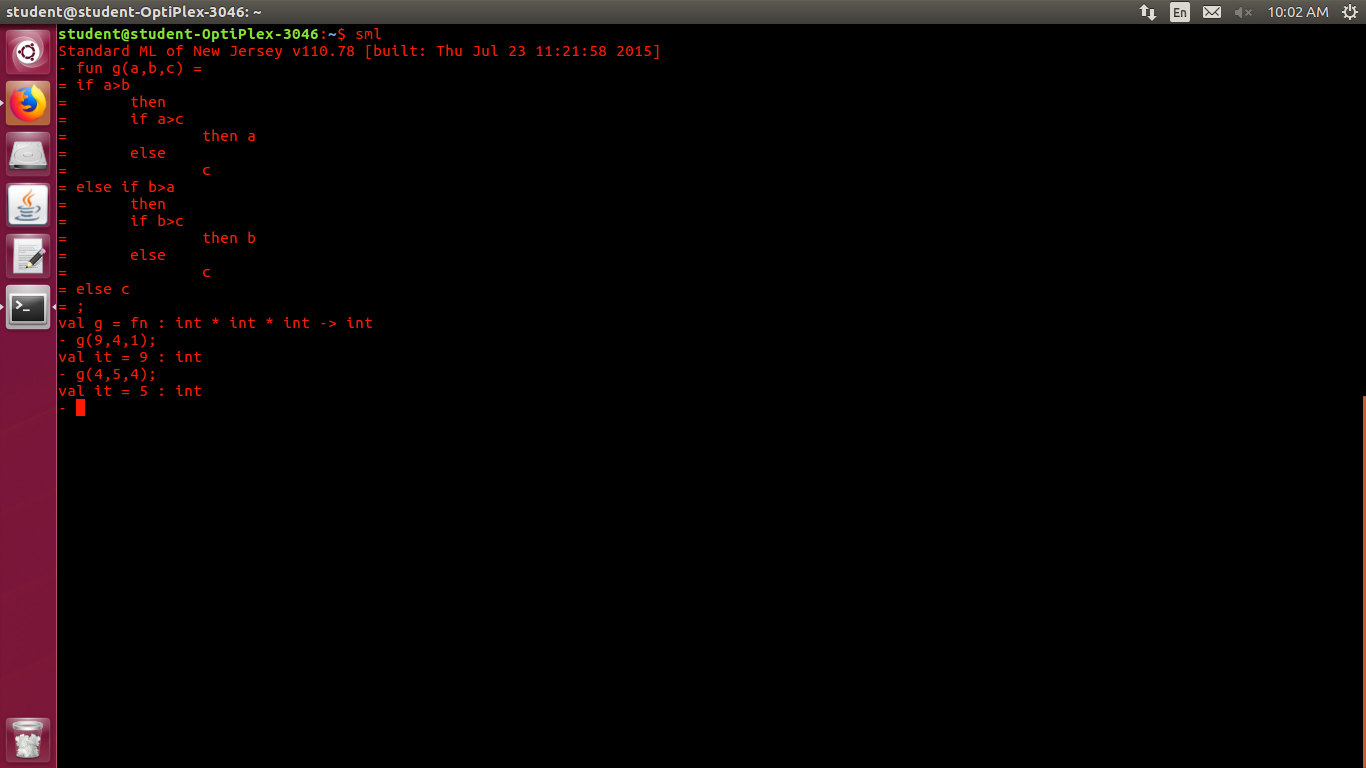 student@student-OptiPlex-3046: ~ En 10:02 AM
student@student-OptiPlex-3046:~$ sml
Standard ML of New Jersey v110.78 [built: Thu Jul 23 11:21:58 2015]
- fun g(a,b,c) =
= if a>b
=       then
=       if a>c
=               then a
=       else
=               c
= else if b>a
=       then
=       if b>c
=               then b
=       else
=               c
= else c
= ;
val g = fn : int * int * int -> int
- g(9,4,1);
val it = 9 : int
- g(4,5,4);
val it = 5 : int
-